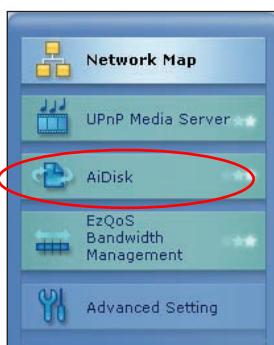 Network Map
UPnP Media Server
AiDisk
EzQoS
Bandwidth
Management
Advanced Setting